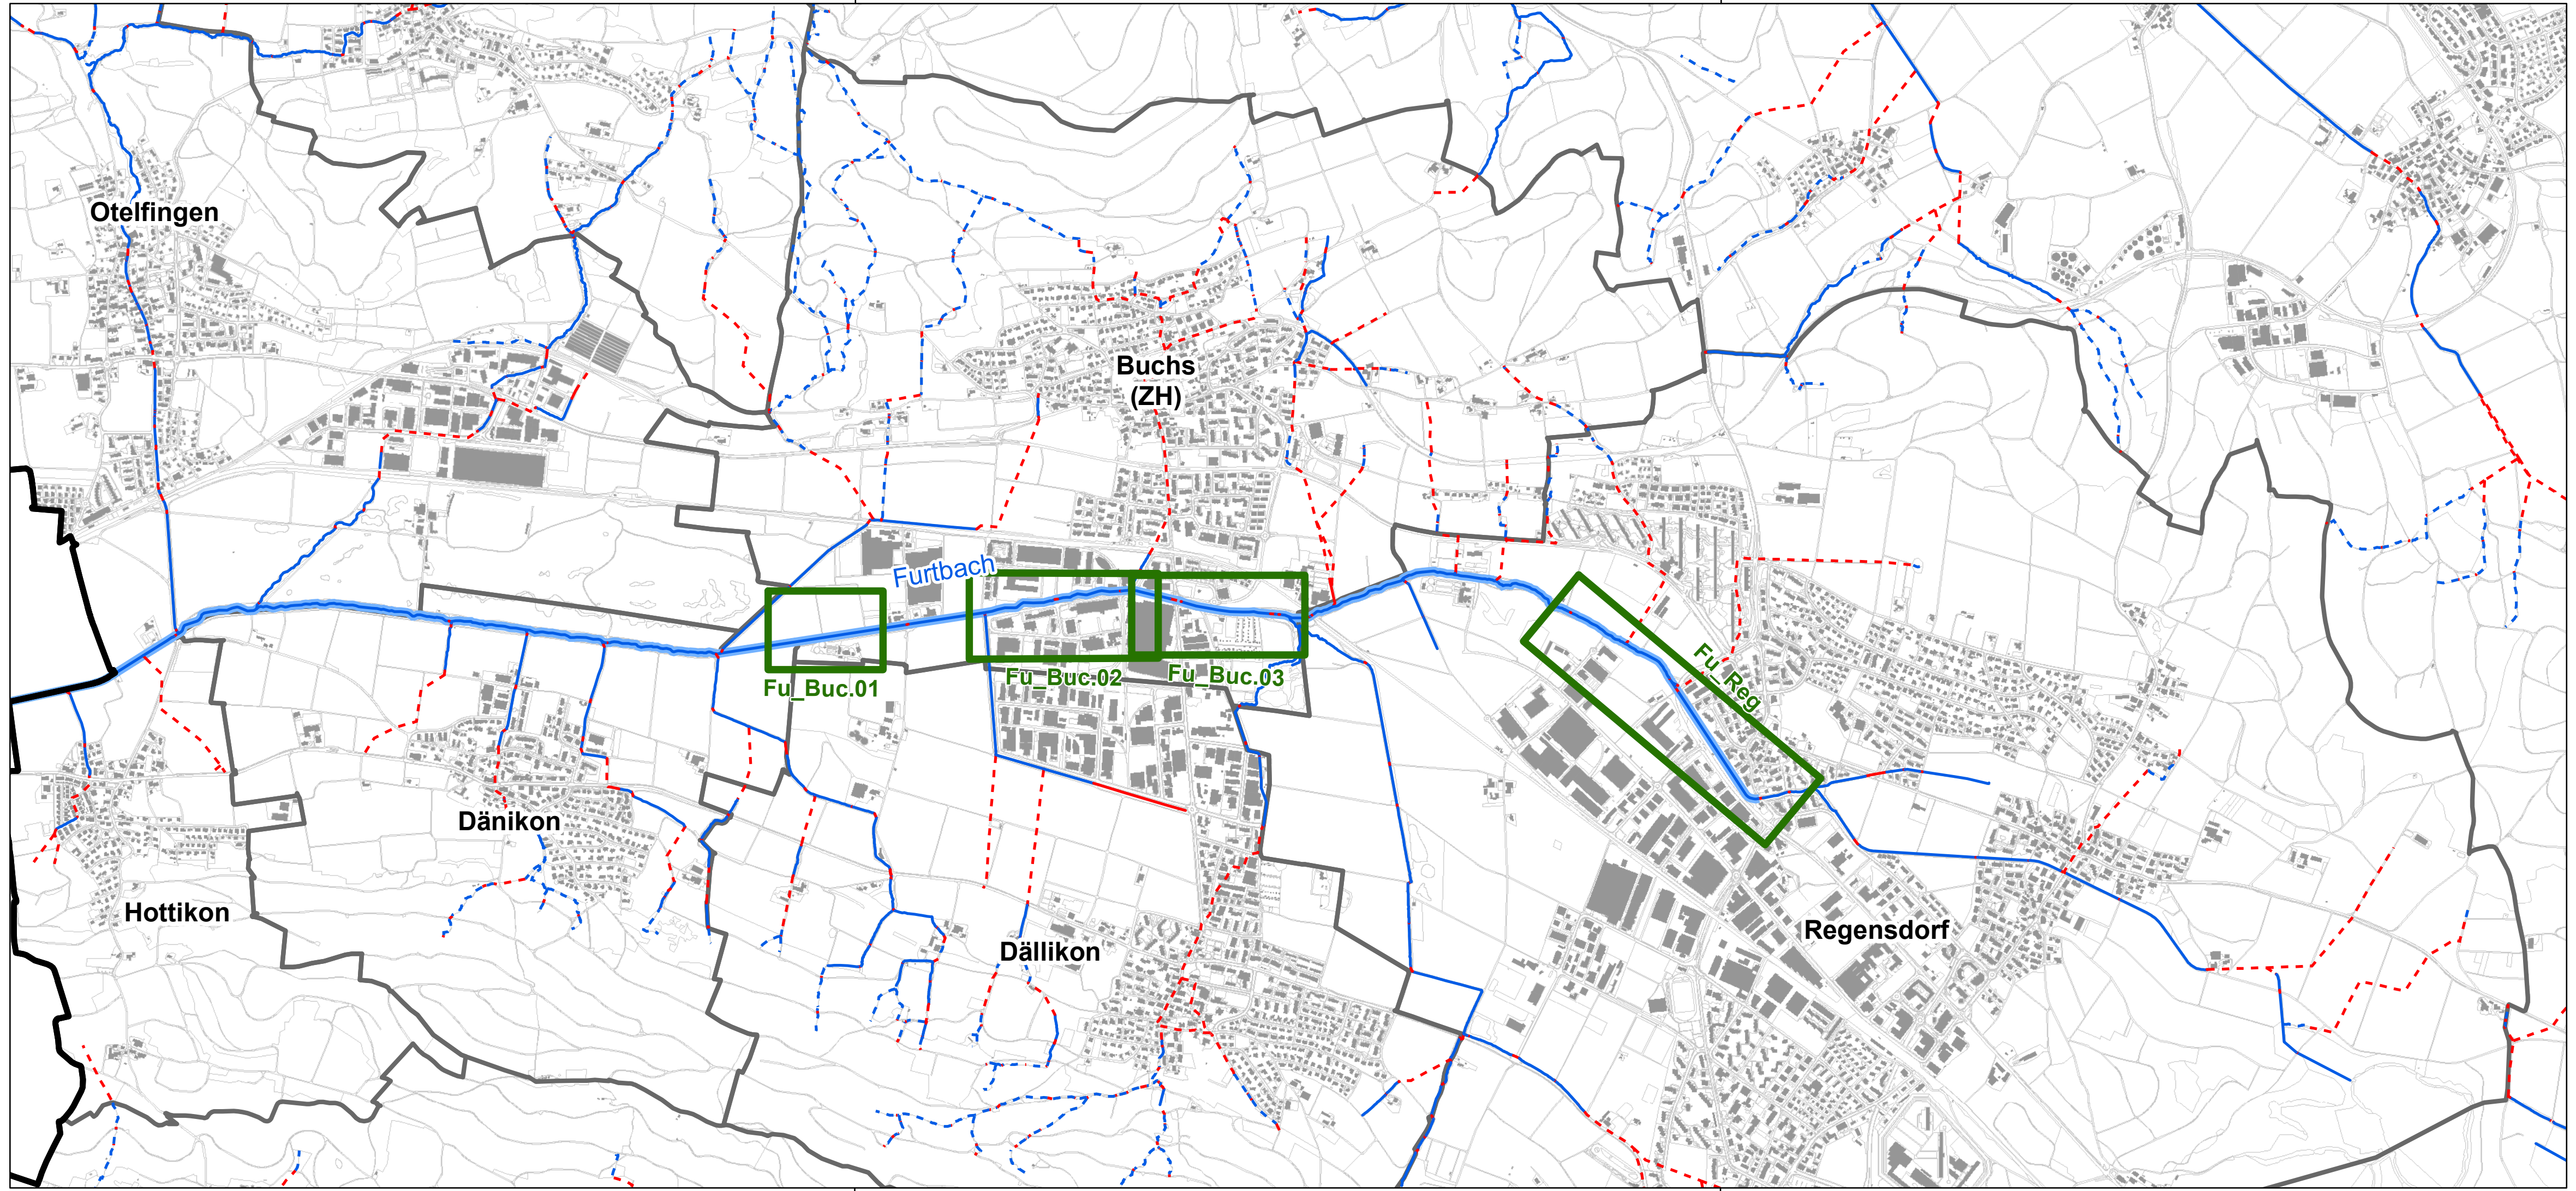 Otelfingen
Buchs
(ZH)
Furtbach
Fu_Buc.01
Fu_Buc.02
Fu_Buc.03
Fu_Reg
Dänikon
Hottikon
Dällikon
Regensdorf